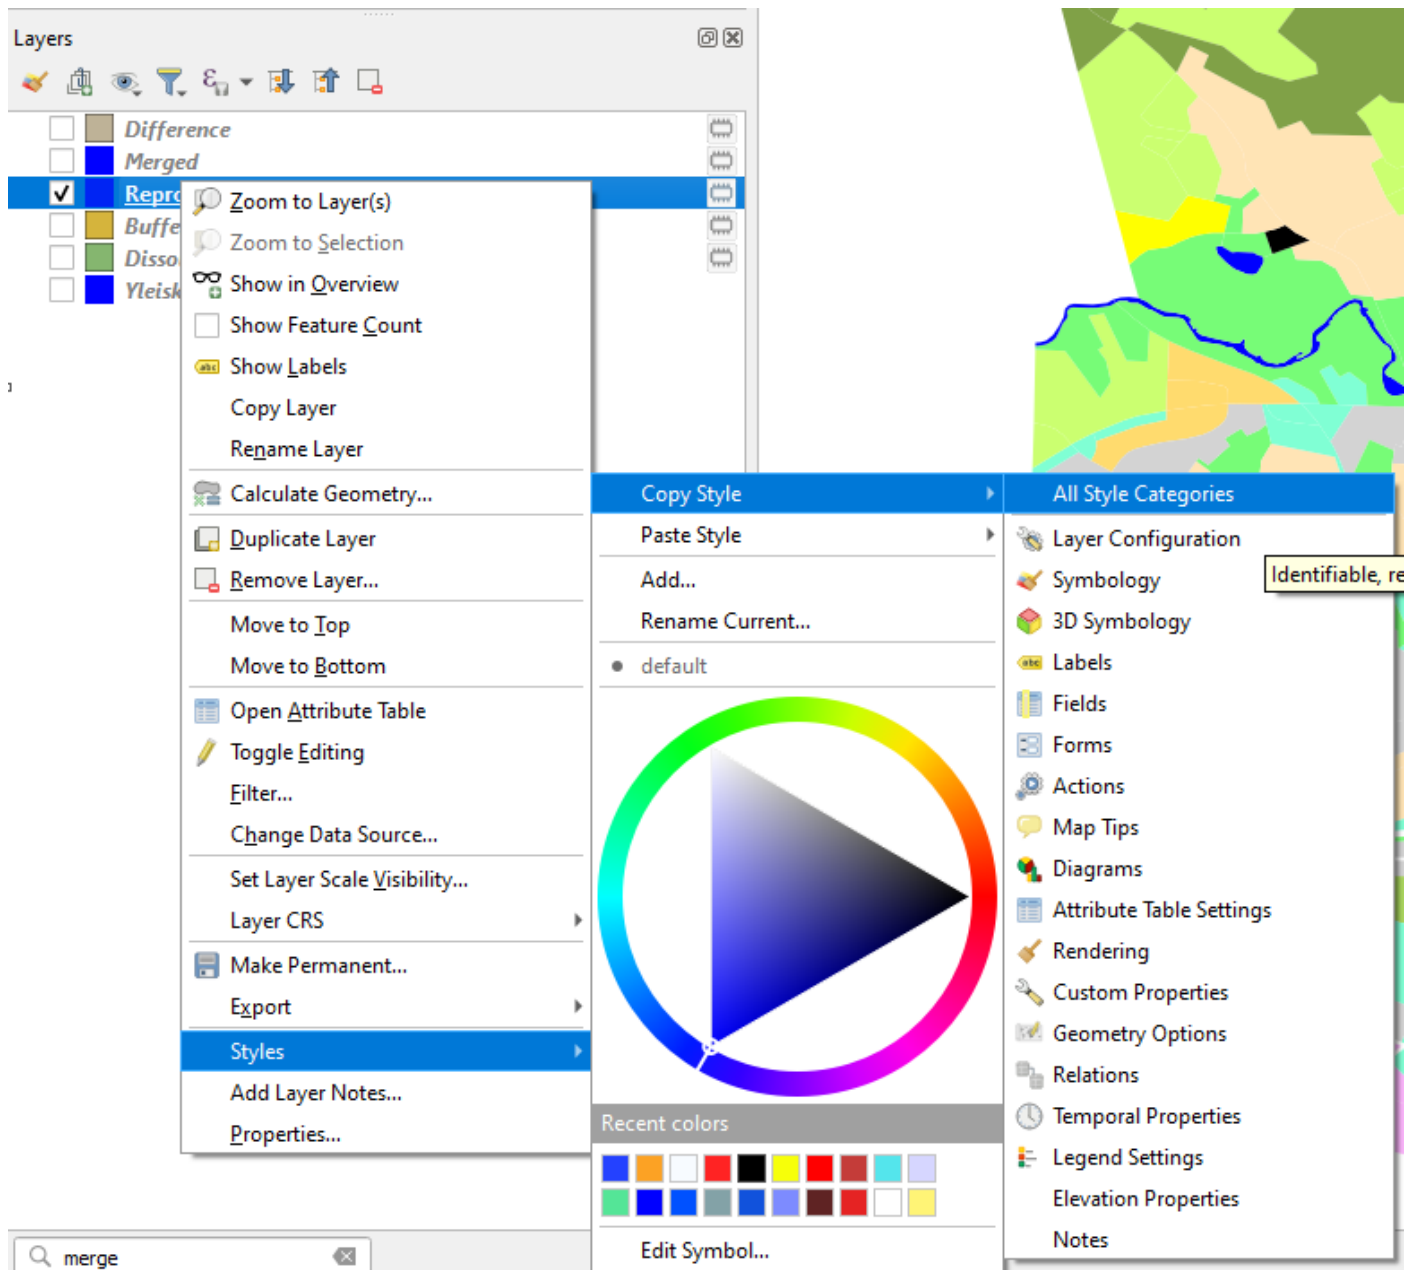 Layers
Difference
Merged
Repro
Buffe
Disso
Yleisk
Zoom to Layer(s)
Zoom to Selection
Show in Overview
Show Feature Count
abc Show Labels
Copy Layer
Rename Layer
Calculate Geometry...
Duplicate Layer
Remove Layer...
Move to Top
Move to Bottom
Open Attribute Table
Toggle Editing
Filter...
Change Data Source...
Set Layer Scale Visibility...
Layer CRS
Make Permanent...
Export
Styles
Add Layer Notes...
Properties...
Copy Style
Paste Style
Add...
Rename Current...
default
Recent colors
Edit Symbol...
All Style Categories
Layer Configuration
Symbology
3D Symbology
abc Labels
Fields
Forms
Actions
Map Tips
Diagrams
Attribute Table Settings
Rendering
Custom Properties
Geometry Options
Relations
Temporal Properties
Legend Settings
Elevation Properties
Notes
Identifiable, re
merge